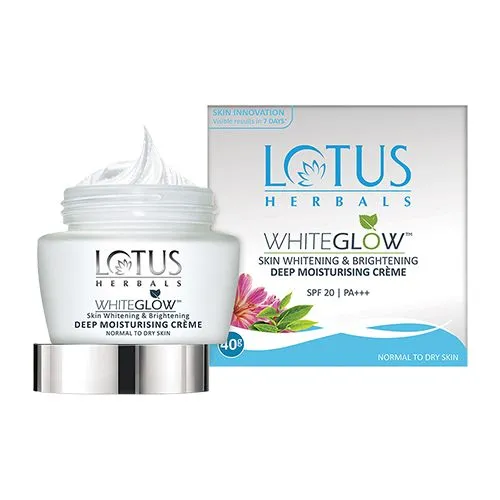 SKIN INNOVATION
Visible results in 7 DAYS*
LOTUS
HERBALS
WHITEGLOW™
SKIN WHITENING & BRIGHTENING
DEEP MOISTURISING CRÈME
SPF 20 | PA+++
40g
NORMAL TO DRY SKIN
LOTUS
HERBALS
WHITEGLOW™
Skin Whitening & Brightening
DEEP MOISTURISING CRÈME
NORMAL TO DRY SKIN